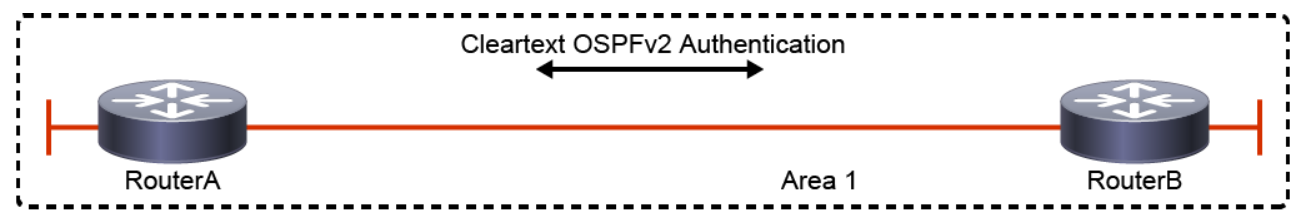 Cleartext OSPFv2 Authentication
RouterA
Area 1
RouterB